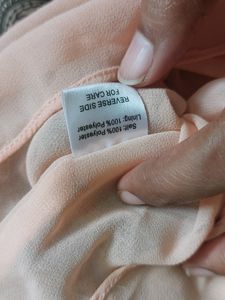 Self: 100% Polyester
Lining: 100% Polyester
REVERSE SIDE
FOR CARE